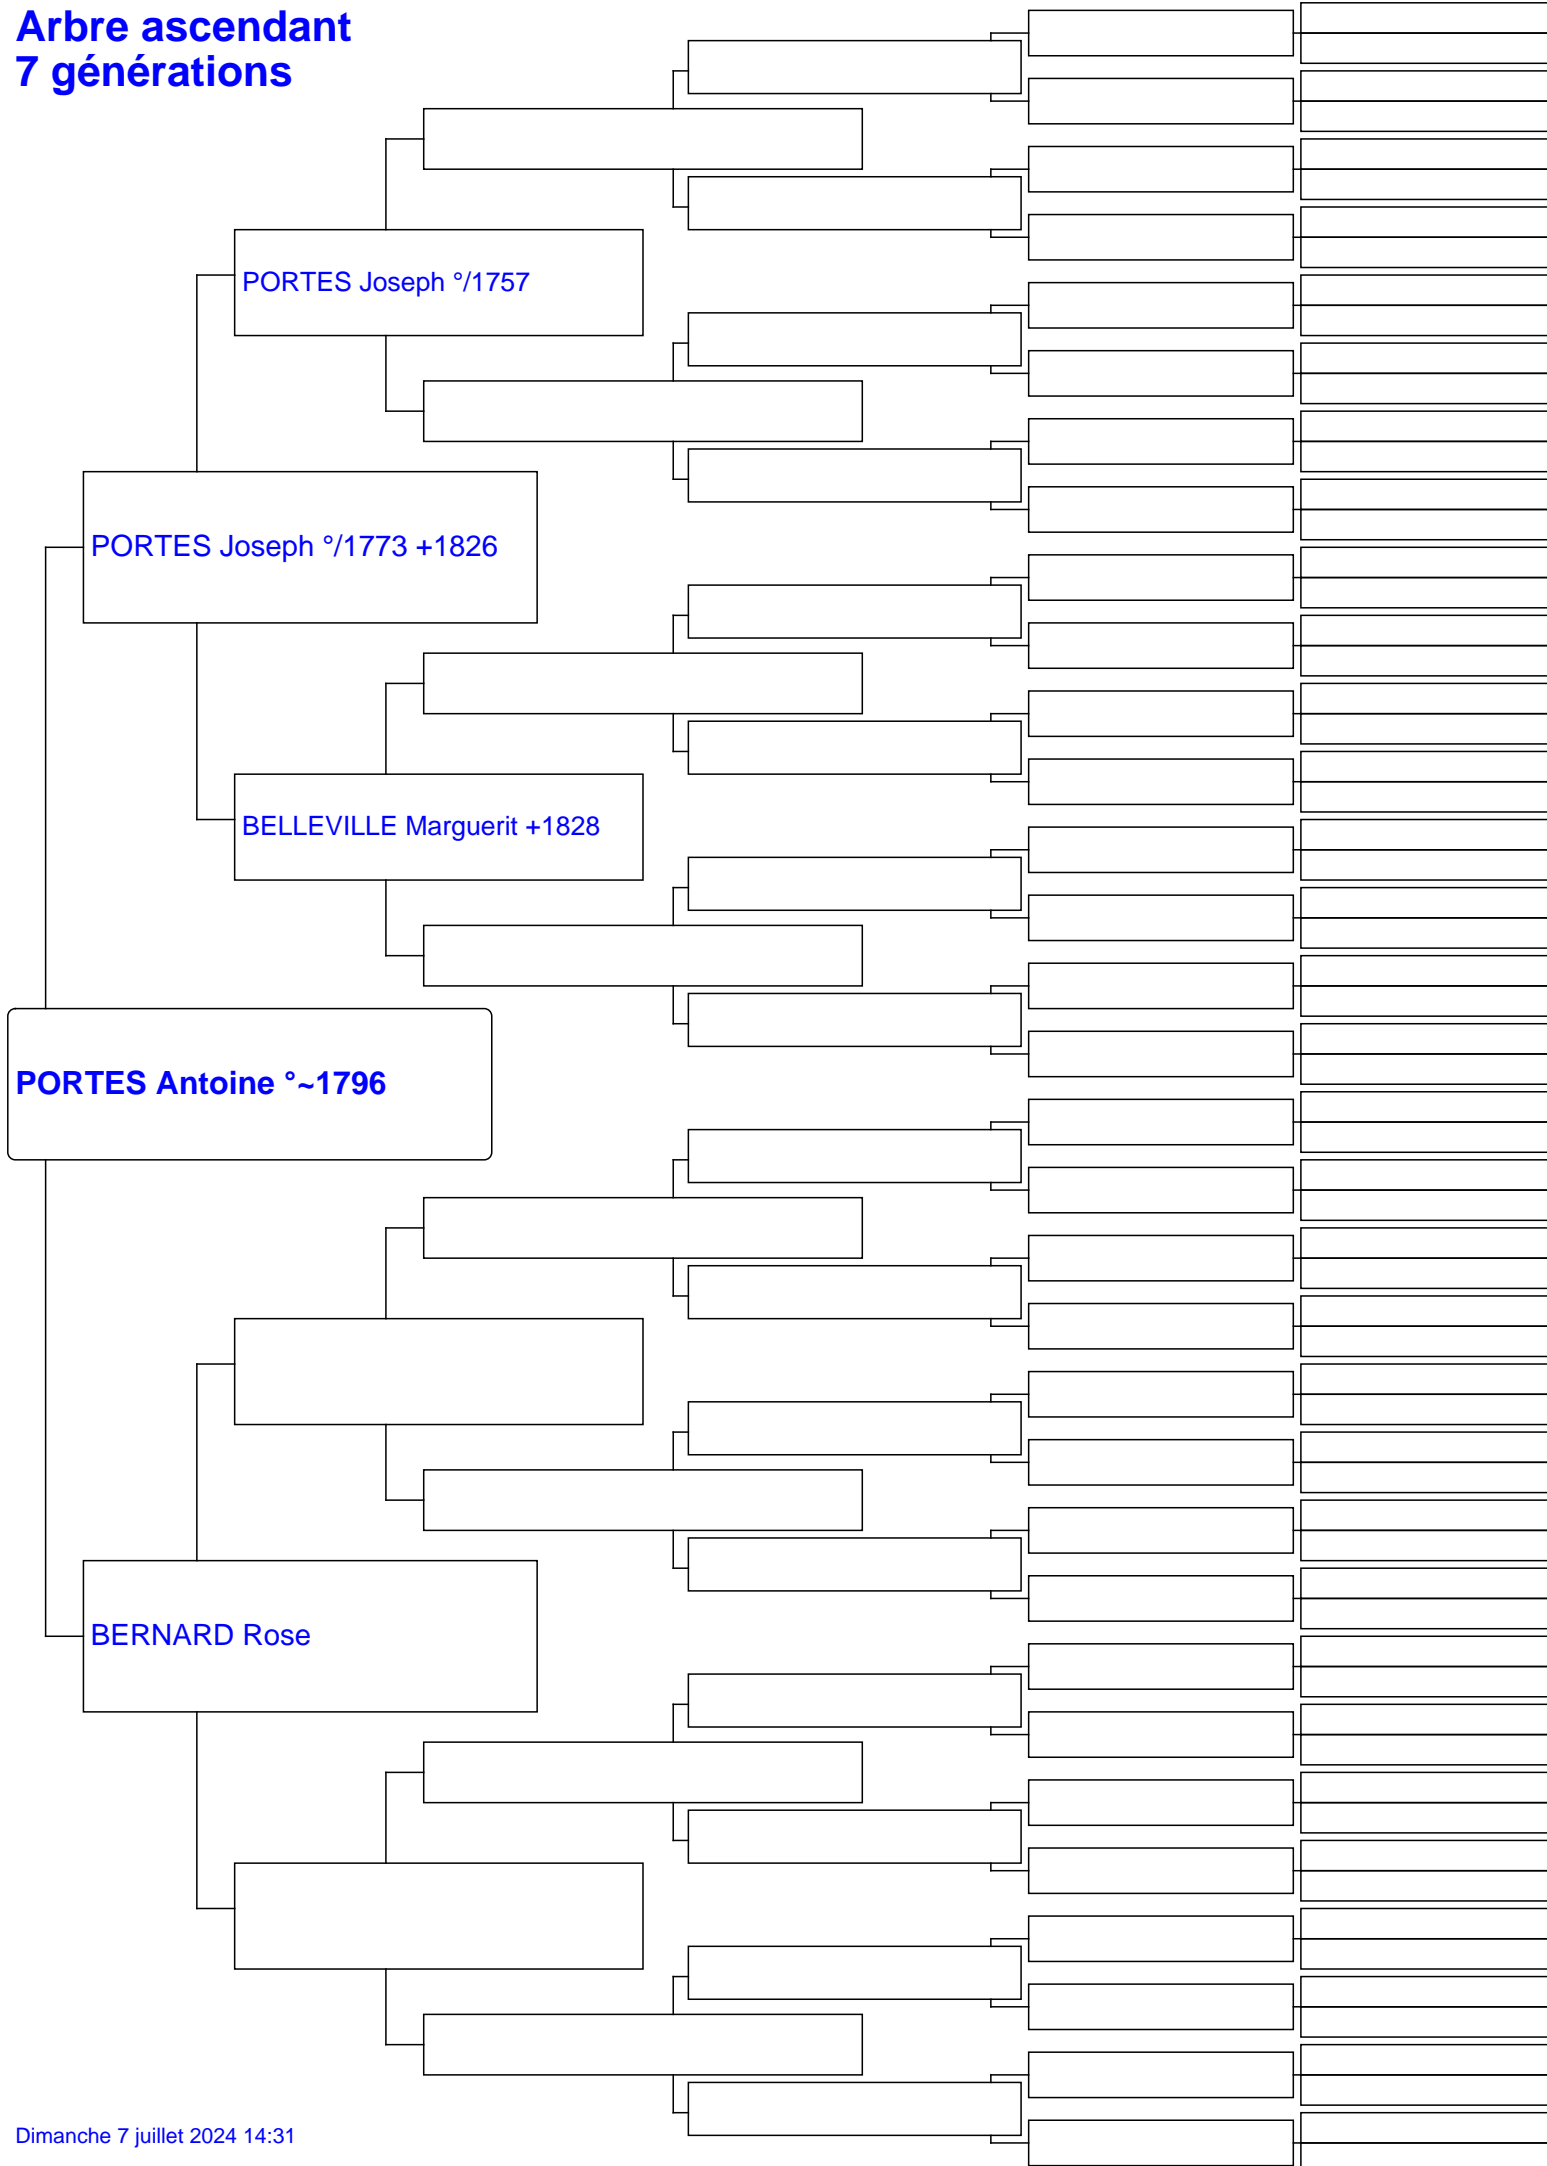 Arbre ascendant
7 générations
PORTES Joseph °/1757
PORTES Joseph °/1773 +1826
BELLEVILLE Marguerit +1828
PORTES Antoine °~1796
BERNARD Rose
Dimanche 7 juillet 2024 14:31